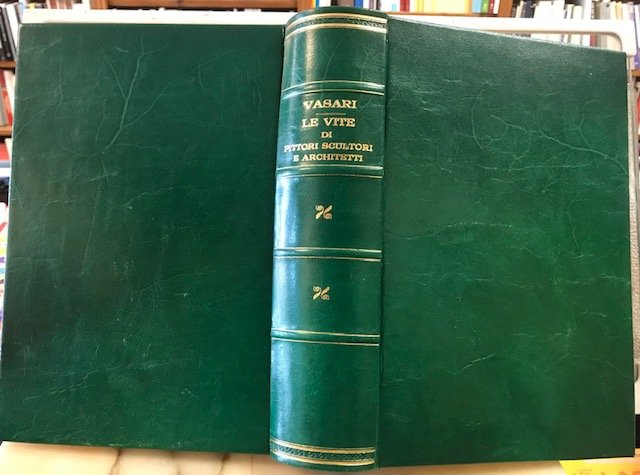 VASARI
LE VITE
DI
PITTORI SCULTORI
E ARCHITETTI